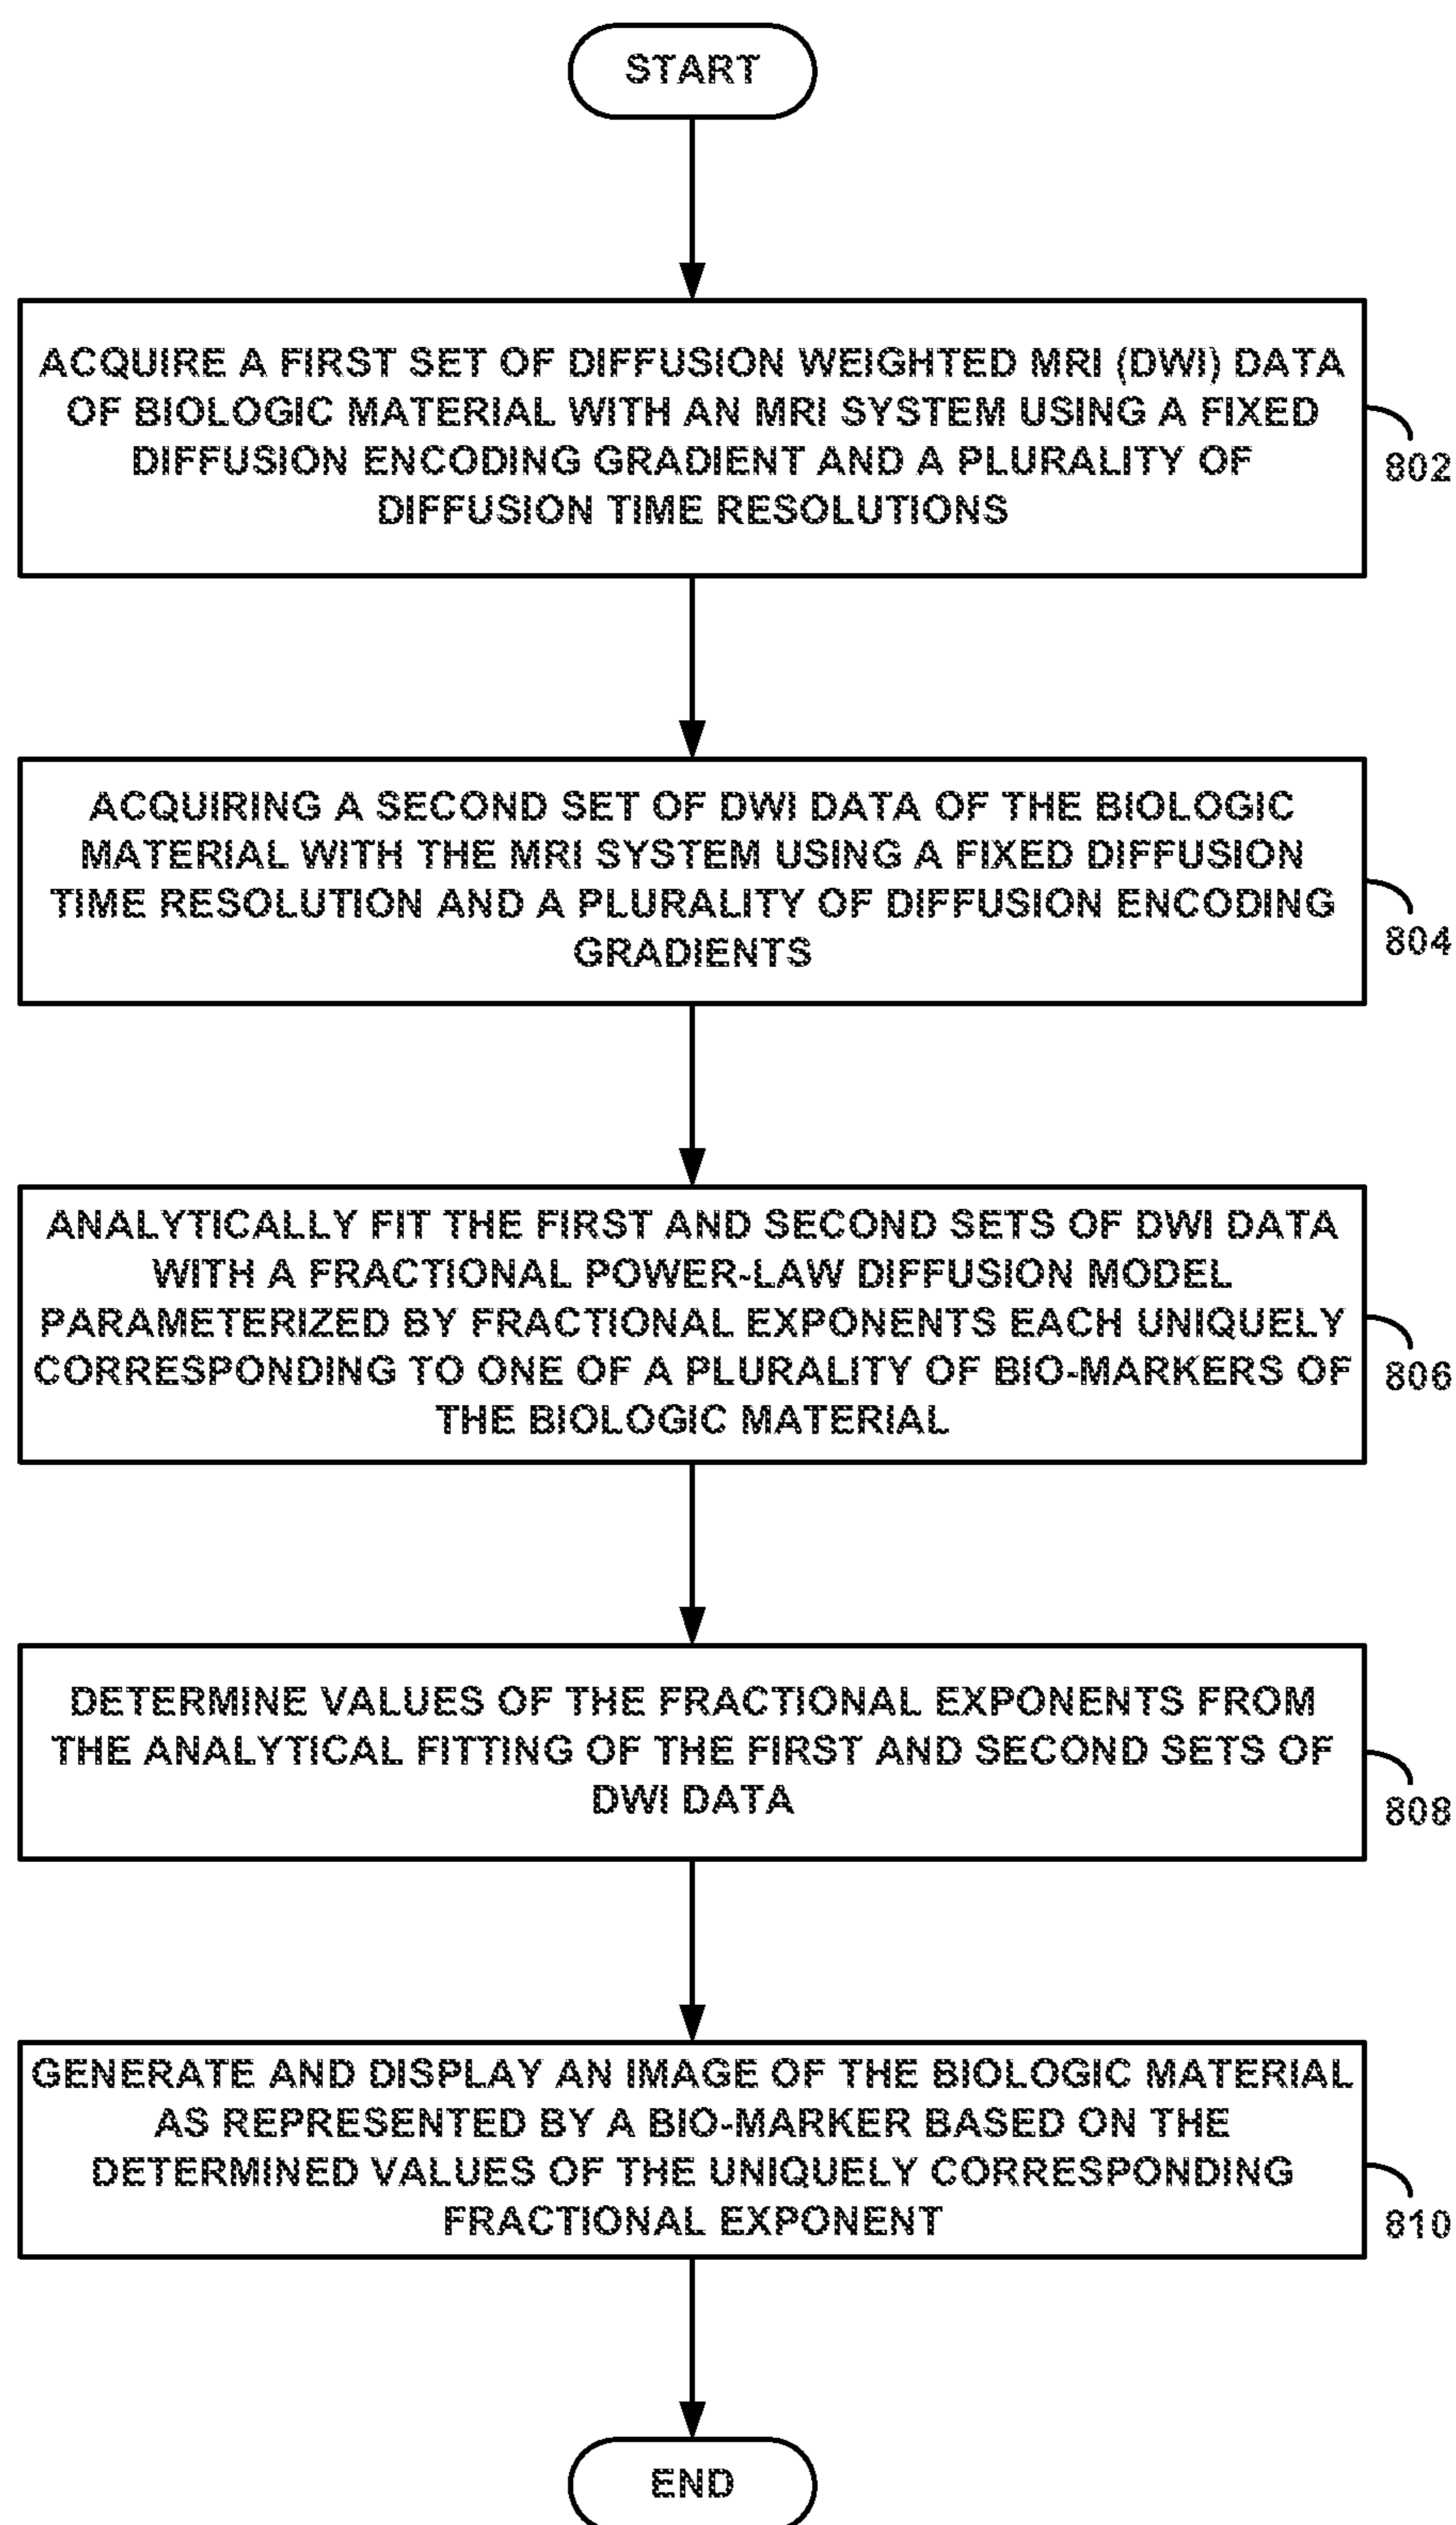 START
ACQUIRE A FIRST SET OF DIFFUSION WEIGHTED MRI (DWI) DATA
OF BIOLOGIC MATERIAL WITH AN MRI SYSTEM USING A FIXED
DIFFUSION ENCODING GRADIENT AND A PLURALITY OF
DIFFUSION TIME RESOLUTIONS
802
ACQUIRING A SECOND SET OF DWI DATA OF THE BIOLOGIC
MATERIAL WITH THE MRI SYSTEM USING A FIXED DIFFUSION
TIME RESOLUTION AND A PLURALITY OF DIFFUSION ENCODING
GRADIENTS
804
ANALYTICALLY FIT THE FIRST AND SECOND SETS OF DWI DATA
WITH A FRACTIONAL POWER-LAW DIFFUSION MODEL
PARAMETERIZED BY FRACTIONAL EXPONENTS EACH UNIQUELY
CORRESPONDING TO ONE OF A PLURALITY OF BIO-MARKERS OF
THE BIOLOGIC MATERIAL
806
DETERMINE VALUES OF THE FRACTIONAL EXPONENTS FROM
THE ANALYTICAL FITTING OF THE FIRST AND SECOND SETS OF
DWI DATA
808
GENERATE AND DISPLAY AN IMAGE OF THE BIOLOGIC MATERIAL
AS REPRESENTED BY A BIO-MARKER BASED ON THE
DETERMINED VALUES OF THE UNIQUELY CORRESPONDING
FRACTIONAL EXPONENT
810
END